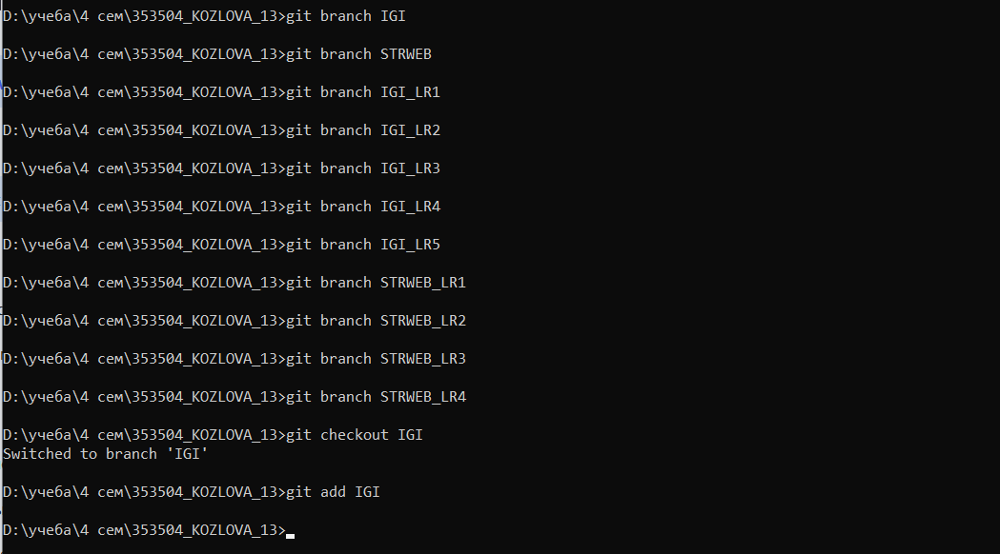 D:\учеба\4 сем\353504_KOZLOVA_13>git branch IGI
D:\учеба\4 сем\353504_KOZLOVA_13>git branch STRWEB
D:\учеба\4 сем\353504_KOZLOVA_13>git branch IGI_LR1
D:\учеба\4 сем\353504_KOZLOVA_13>git branch IGI_LR2
D:\учеба\4 сем\353504_KOZLOVA_13>git branch IGI_LR3
D:\учеба\4 сем\353504_KOZLOVA_13>git branch IGI_LR4
D:\учеба\4 сем\353504_KOZLOVA_13>git branch IGI_LR5
D:\учеба\4 сем\353504_KOZLOVA_13>git branch STRWEB_LR1
D:\учеба\4 сем\353504_KOZLOVA_13>git branch STRWEB_LR2
D:\учеба\4 сем\353504_KOZLOVA_13>git branch STRWEB_LR3
D:\учеба\4 сем\353504_KOZLOVA_13>git branch STRWEB_LR4
D:\учеба\4 сем\353504_KOZLOVA_13>git checkout IGI
Switched to branch 'IGI'
D:\учеба\4 сем\353504_KOZLOVA_13>git add IGI
D:\учеба\4 сем\353504_KOZLOVA_13>